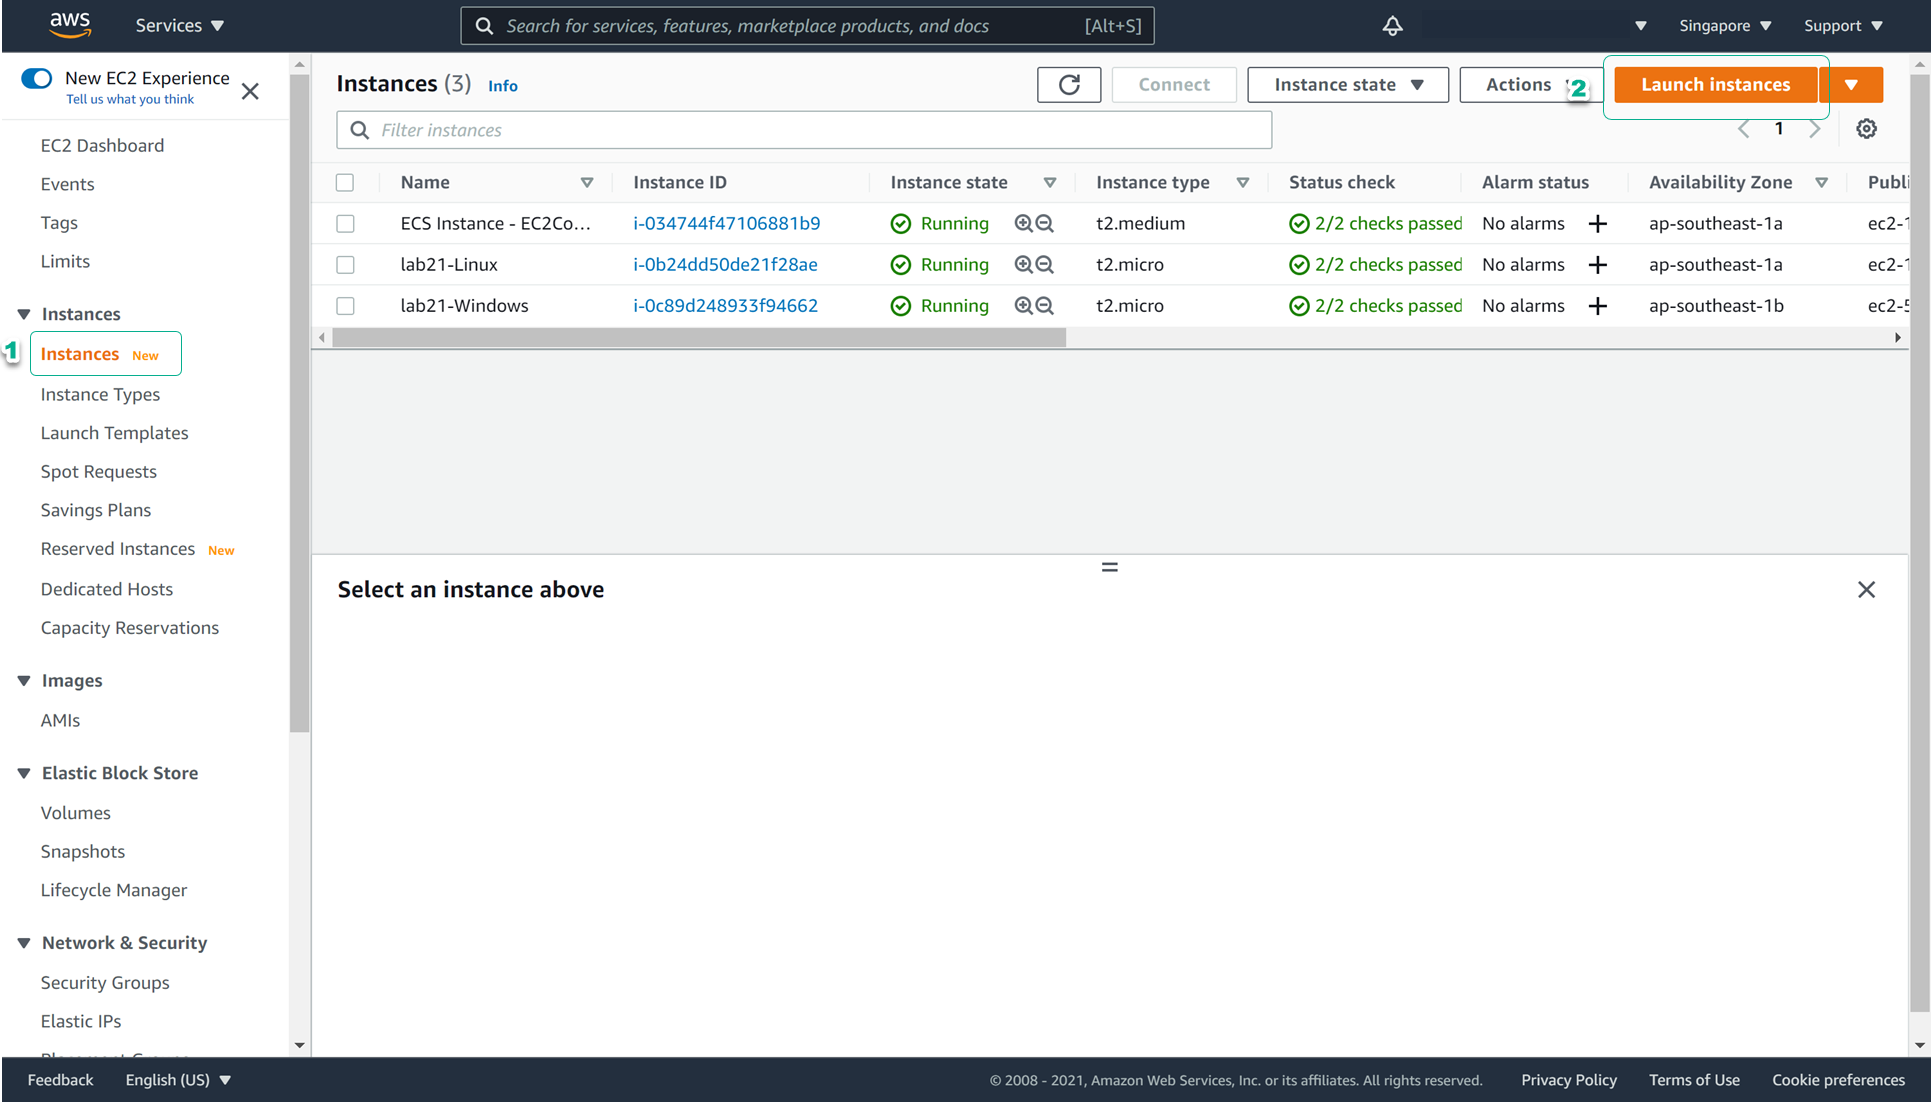 aws
Services
Search for services, features, marketplace products, and docs [Alt+S]
Singapore
Support
New EC2 Experience
Tell us what you think
EC2 Dashboard
Events
Tags
Limits
Instances
1
Instances New
Instance Types
Launch Templates
Spot Requests
Savings Plans
Reserved Instances New
Dedicated Hosts
Capacity Reservations
Images
AMIs
Elastic Block Store
Volumes
Snapshots
Lifecycle Manager
Network & Security
Security Groups
Elastic IPs
Instances (3) Info
Connect
Instance state
Actions
2
Launch instances
Filter instances
1
Name Instance ID Instance state Instance type Status check Alarm status Availability Zone Publi
ECS Instance - EC2Co... i-034744f47106881b9 Running t2.medium 2/2 checks passed No alarms + ap-southeast-1a ec2-1
lab21-Linux i-0b24dd50de21f28ae Running t2.micro 2/2 checks passed No alarms + ap-southeast-1a ec2-1
lab21-Windows i-0c89d248933f94662 Running t2.micro 2/2 checks passed No alarms + ap-southeast-1b ec2-5
Select an instance above
Feedback
English (US)
© 2008 - 2021, Amazon Web Services, Inc. or its affiliates. All rights reserved.
Privacy Policy
Terms of Use
Cookie preferences